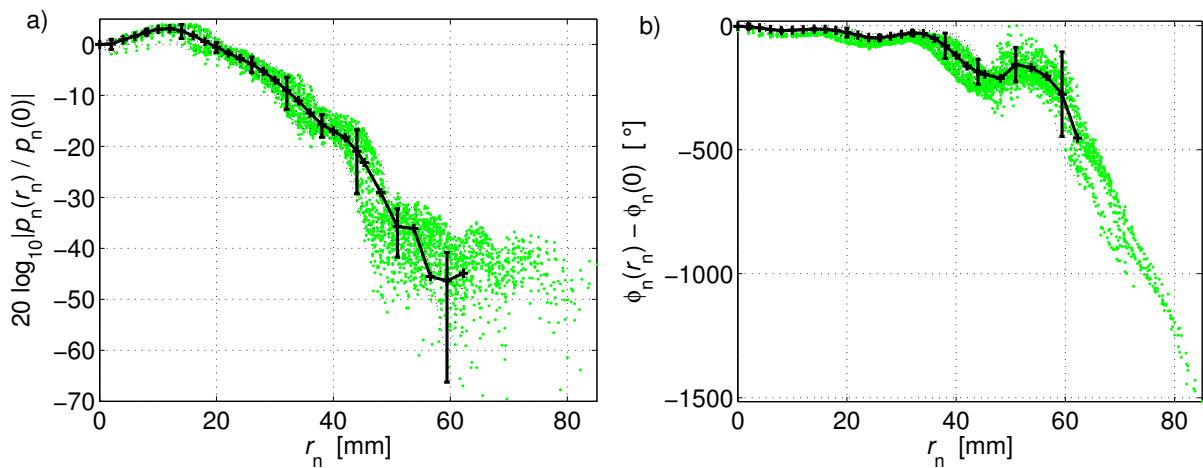 a)
0
−10
−20
−30
−40
−50
−60
−70
20 log₁₀|pₙ(rₙ) / pₙ(0)|
0 20 40 60 80
rₙ [mm]
b)
0
−500
−1000
−1500
ϕₙ(rₙ) − ϕₙ(0) [°]
0 20 40 60 80
rₙ [mm]